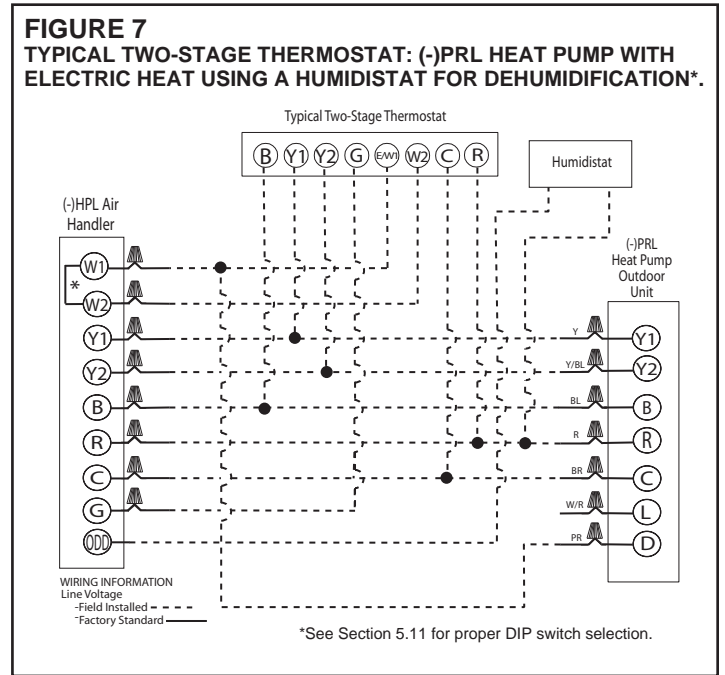 FIGURE 7
TYPICAL TWO-STAGE THERMOSTAT: (-)PRL HEAT PUMP WITH
ELECTRIC HEAT USING A HUMIDISTAT FOR DEHUMIDIFICATION*.
Typical Two-Stage Thermostat
B Y1 Y2 G E/W1 W2 C R
Humidistat
(-)HPL Air
Handler
(-)PRL
Heat Pump
Outdoor
Unit
W1
*
W2
Y1 Y Y1
Y2 Y/BL Y2
B BL B
R R R
C BR C
G W/R L
ODD PR D
WIRING INFORMATION
Line Voltage
-Field Installed
-Factory Standard
*See Section 5.11 for proper DIP switch selection.